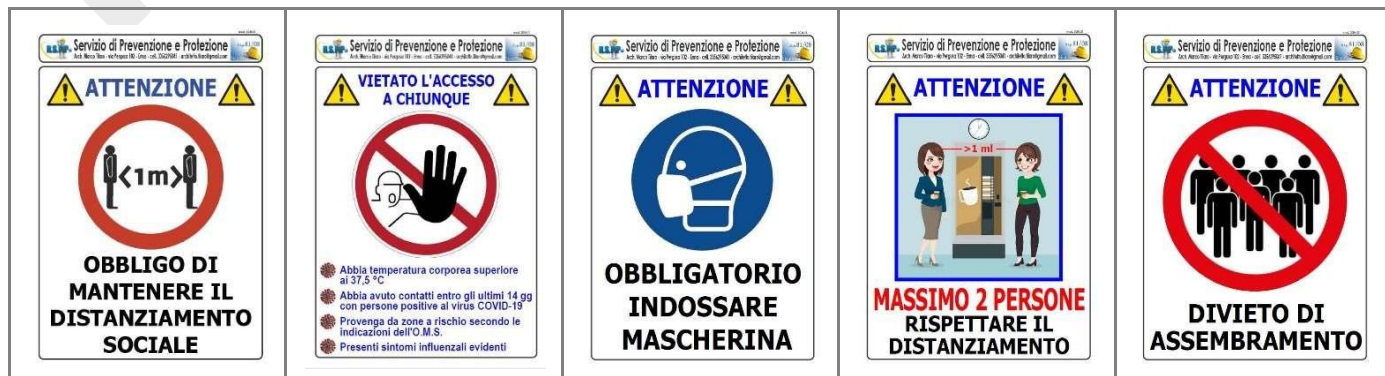 Servizio di Prevenzione e Protezione
ATTENZIONE
<1m>
OBBLIGO DI
MANTENERE IL
DISTANZIAMENTO
SOCIALE
Servizio di Prevenzione e Protezione
VIETATO L'ACCESSO
A CHIUNQUE
Abbia temperatura corporea superiore
ai 37,5 °C
Abbia avuto contatti entro gli ultimi 14 gg
con persone positive al virus COVID-19
Provenga da zone a rischio secondo le
indicazioni dell'O.M.S.
Presenti sintomi influenzali evidenti
Servizio di Prevenzione e Protezione
ATTENZIONE
OBBLIGATORIO
INDOSSARE
MASCHERINA
Servizio di Prevenzione e Protezione
ATTENZIONE
>1 ml
MASSIMO 2 PERSONE
RISPETTARE IL
DISTANZIAMENTO
Servizio di Prevenzione e Protezione
ATTENZIONE
DIVIETO DI
ASSEMBRAMENTO